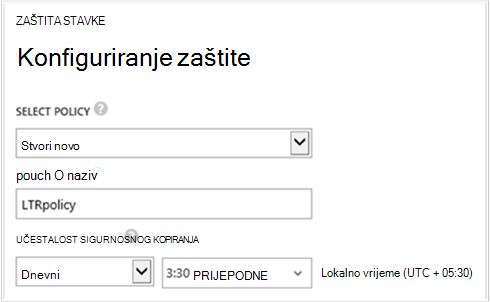 ZAŠTITA STAVKE
Konfiguriranje zaštite
SELECT POLICY ?
Stvori novo
pouch O naziv
LTRpolicy
UČESTALOST SIGURNOSNOG KOPIRANJA ?
Dnevni 3:30 PRIJEPODNE Lokalno vrijeme (UTC + 05:30)